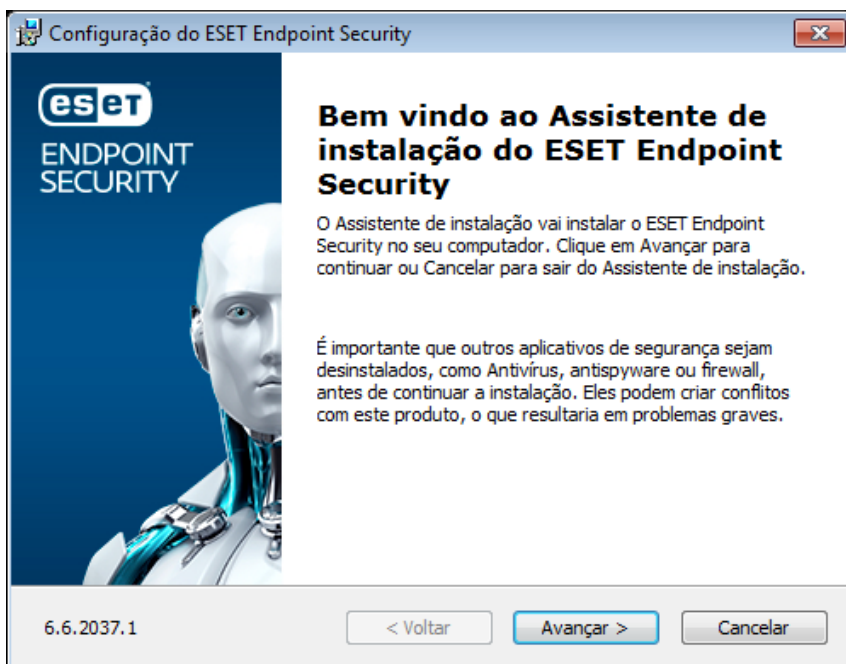 Configuração do ESET Endpoint Security
eset
ENDPOINT
SECURITY
Bem vindo ao Assistente de
instalação do ESET Endpoint
Security
O Assistente de instalação vai instalar o ESET Endpoint
Security no seu computador. Clique em Avançar para
continuar ou Cancelar para sair do Assistente de instalação.
É importante que outros aplicativos de segurança sejam
desinstalados, como Antivírus, antispyware ou firewall,
antes de continuar a instalação. Eles podem criar conflitos
com este produto, o que resultaria em problemas graves.
6.6.2037.1
< Voltar
Avançar >
Cancelar